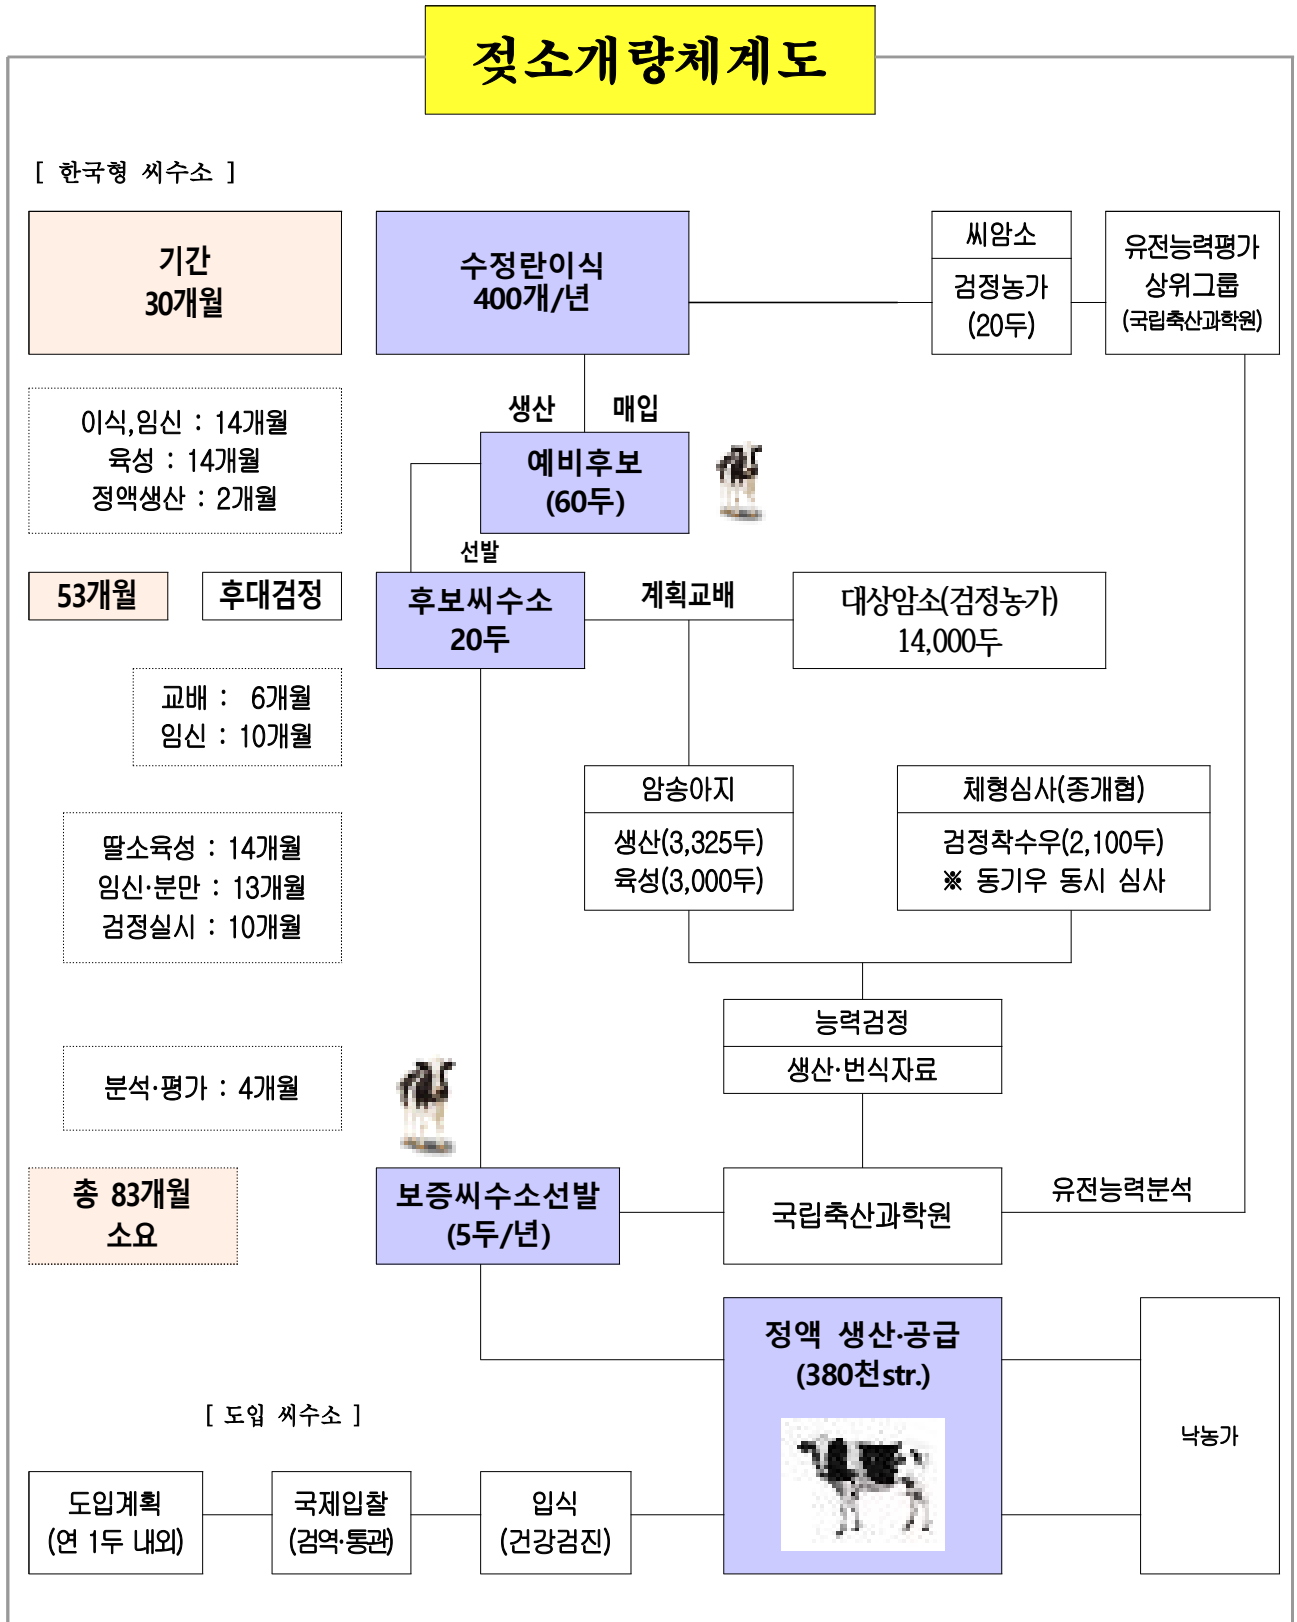 젖소개량체계도
[ 한국형 씨수소 ]
기간
30개월
수정란이식
400개/년
씨암소
검정농가
(20두)
유전능력평가
상위그룹
(국립축산과학원)
이식,임신 : 14개월
육성 : 14개월
정액생산 : 2개월
생산
매입
예비후보
(60두)
선발
53개월
후대검정
후보씨수소
20두
계획교배
대상암소(검정농가)
14,000두
교배 : 6개월
임신 : 10개월
암송아지
생산(3,325두)
육성(3,000두)
체형심사(종개협)
검정착수우(2,100두)
※ 동기우 동시 심사
딸소육성 : 14개월
임신·분만 : 13개월
검정실시 : 10개월
능력검정
생산·번식자료
분석·평가 : 4개월
총 83개월
소요
보증씨수소선발
(5두/년)
국립축산과학원
유전능력분석
정액 생산·공급
(380천str.)
낙농가
[ 도입 씨수소 ]
도입계획
(연 1두 내외)
국제입찰
(검역·통관)
입식
(건강검진)